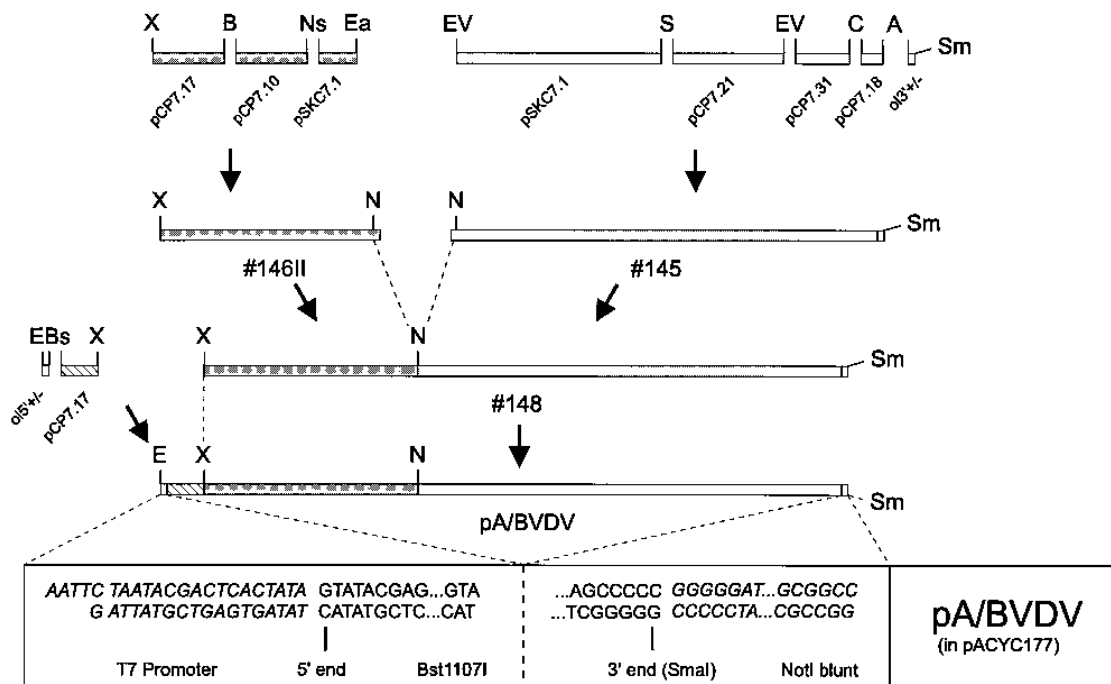 X B Ns Ea EV S EV C A Sm
pCP7.17 pCP7.10 pSKC7.1 pSKC7.1 pCP7.21 pCP7.31 pCP7.18 ol3'+/-
X N N Sm
#146II #145
EBs X X N Sm
ol5'+/- pCP7.17
#148
E X N Sm
pA/BVDV
AATTC TAATACGACTCACTATA GTATACGAG...GTA ...AGCCCCC GGGGGAT...GCGGCC
G ATTATGCTGAGTGATAT CATATGCTC...CAT ...TCGGGGG CCCCCTA...CGCCGG
T7 Promoter 5' end Bst1107I 3' end (SmaI) NotI blunt
pA/BVDV
(in pACYC177)